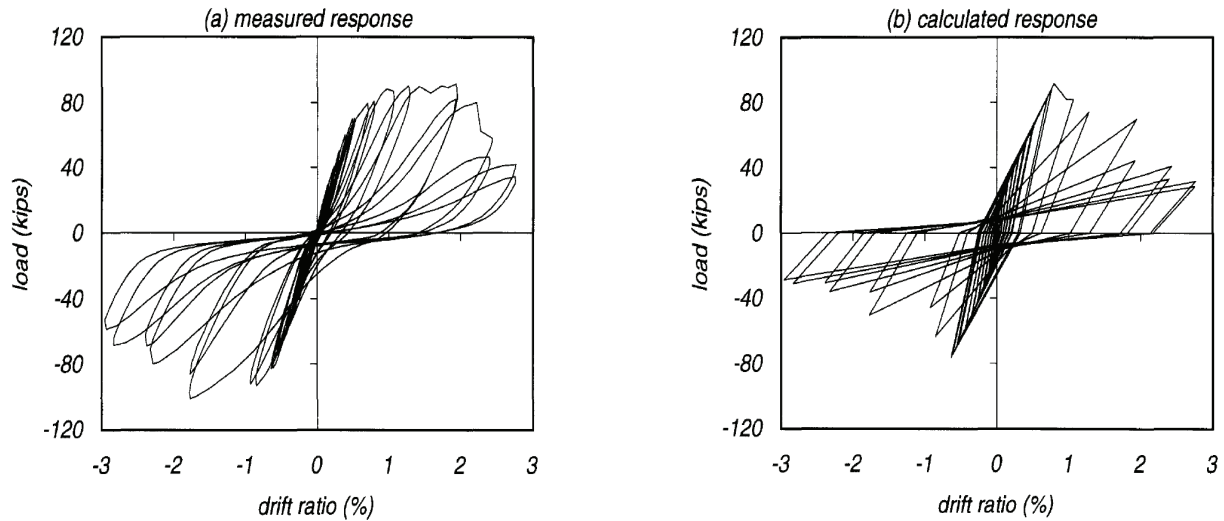 (a) measured response
120
80
40
0
-40
-80
-120
load (kips)
-3 -2 -1 0 1 2 3
drift ratio (%)
(b) calculated response
120
80
40
0
-40
-80
-120
load (kips)
-3 -2 -1 0 1 2 3
drift ratio (%)